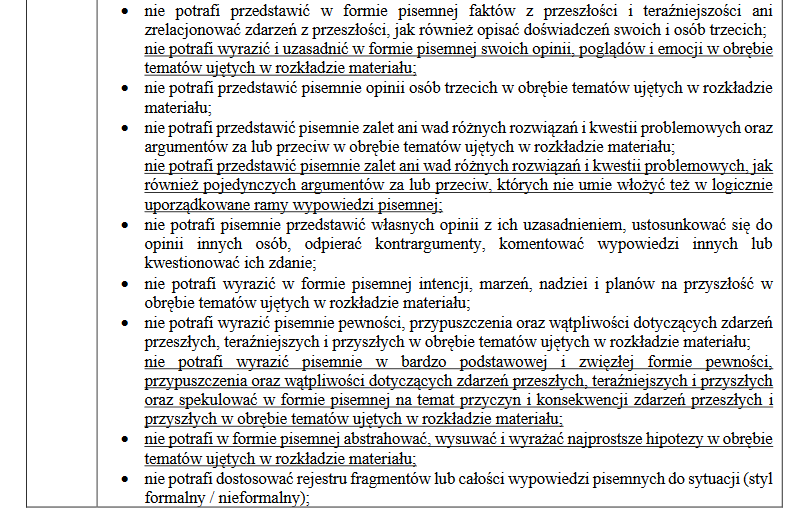 • nie potrafi przedstawić w formie pisemnej faktów z przeszłości i teraźniejszości ani
zrelacjonować zdarzeń z przeszłości, jak również opisać doświadczeń swoich i osób trzecich;
nie potrafi wyrazić i uzasadnić w formie pisemnej swoich opinii, poglądów i emocji w obrębie
tematów ujętych w rozkładzie materiału;
• nie potrafi przedstawić pisemnie opinii osób trzecich w obrębie tematów ujętych w rozkładzie
materiału;
• nie potrafi przedstawić pisemnie zalet ani wad różnych rozwiązań i kwestii problemowych oraz
argumentów za lub przeciw w obrębie tematów ujętych w rozkładzie materiału;
nie potrafi przedstawić pisemnie zalet ani wad różnych rozwiązań i kwestii problemowych, jak
również pojedynczych argumentów za lub przeciw, których nie umie włożyć też w logicznie
uporządkowane ramy wypowiedzi pisemnej;
• nie potrafi pisemnie przedstawić własnych opinii z ich uzasadnieniem, ustosunkować się do
opinii innych osób, odpierać kontrargumenty, komentować wypowiedzi innych lub
kwestionować ich zdanie;
• nie potrafi wyrazić w formie pisemnej intencji, marzeń, nadziei i planów na przyszłość w
obrębie tematów ujętych w rozkładzie materiału;
• nie potrafi wyrazić pisemnie pewności, przypuszczenia oraz wątpliwości dotyczących zdarzeń
przeszłych, teraźniejszych i przyszłych w obrębie tematów ujętych w rozkładzie materiału;
nie potrafi wyrazić pisemnie w bardzo podstawowej i zwięzłej formie pewności,
przypuszczenia oraz wątpliwości dotyczących zdarzeń przeszłych, teraźniejszych i przyszłych
oraz spekulować w formie pisemnej na temat przyczyn i konsekwencji zdarzeń przeszłych i
przyszłych w obrębie tematów ujętych w rozkładzie materiału;
• nie potrafi w formie pisemnej abstrahować, wysuwać i wyrażać najprostsze hipotezy w obrębie
tematów ujętych w rozkładzie materiału;
• nie potrafi dostosować rejestru fragmentów lub całości wypowiedzi pisemnych do sytuacji (styl
formalny / nieformalny);